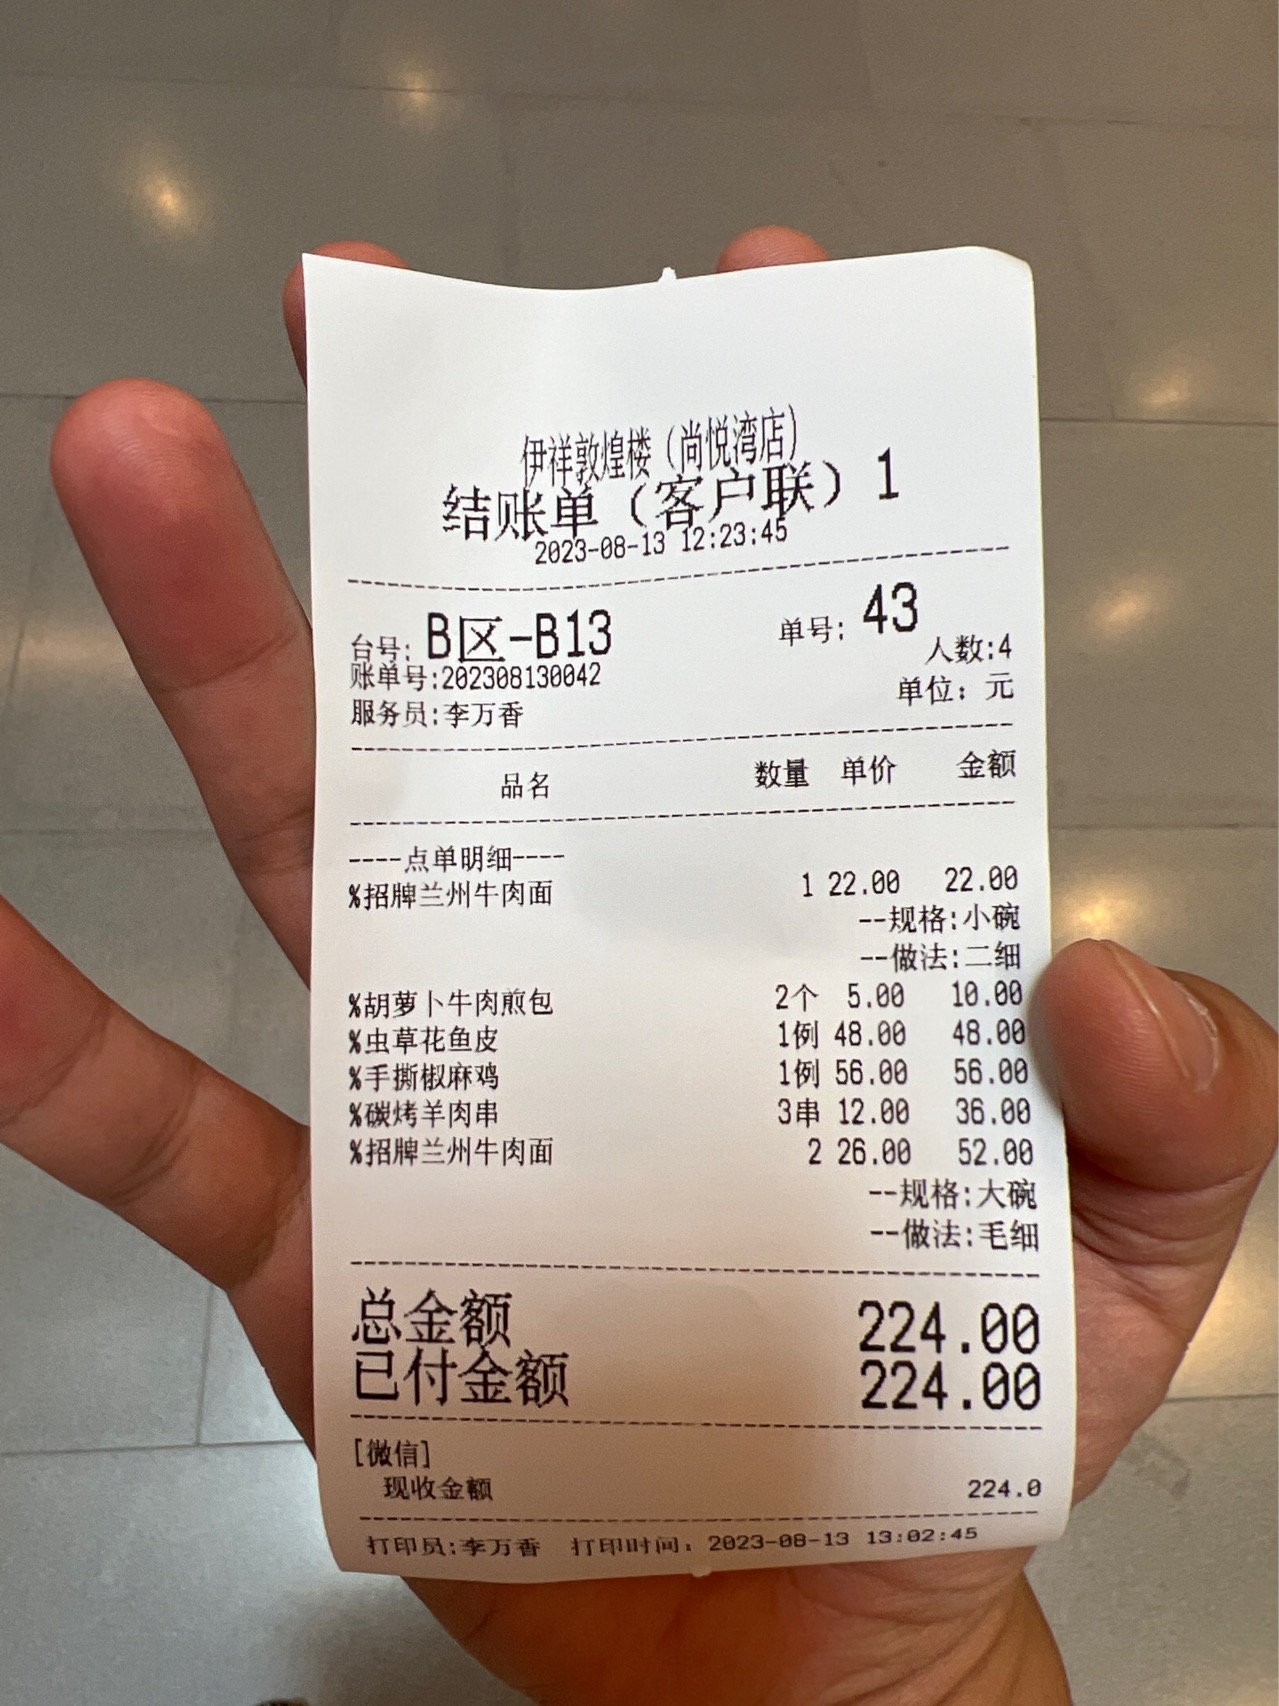 伊祥敦煌楼（尚悦湾店）
结账单（客户联）1
2023-08-13 12:23:45
台号: B区-B13 单号: 43
人数:4
账单号:202308130042
单位: 元
服务员:李万香
品名 数量 单价 金额
----点单明细----
%招牌兰州牛肉面 1 22.00 22.00
--规格:小碗
--做法:二细
%胡萝卜牛肉煎包 2个 5.00 10.00
%虫草花鱼皮 1例 48.00 48.00
%手撕椒麻鸡 1例 56.00 56.00
%碳烤羊肉串 3串 12.00 36.00
%招牌兰州牛肉面 2 26.00 52.00
--规格:大碗
--做法:毛细
总金额 224.00
已付金额 224.00
[微信]
现收金额 224.0
打印员:李万香 打印时间: 2023-08-13 13:02:45